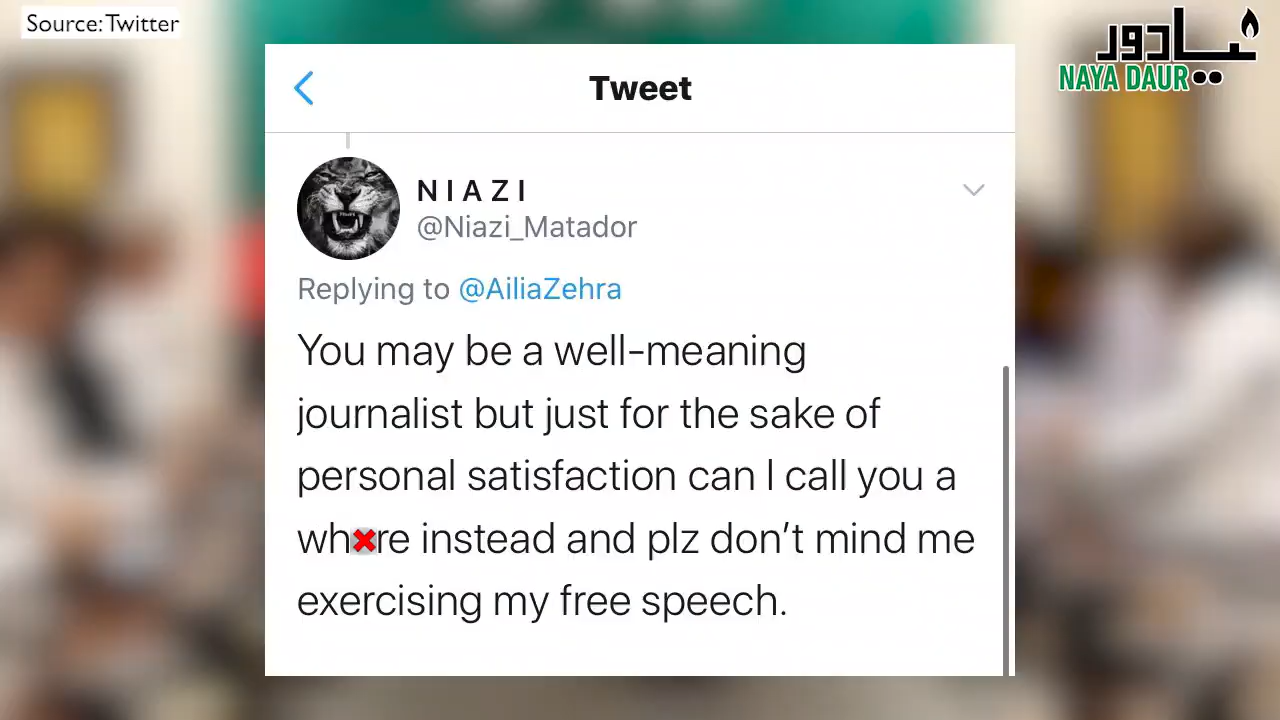 Source: Twitter
نیادور
NAYA DAUR
Tweet
N I A Z I
@Niazi_Matador
Replying to @AiliaZehra
You may be a well-meaning
journalist but just for the sake of
personal satisfaction can I call you a
wh❌re instead and plz don't mind me
exercising my free speech.